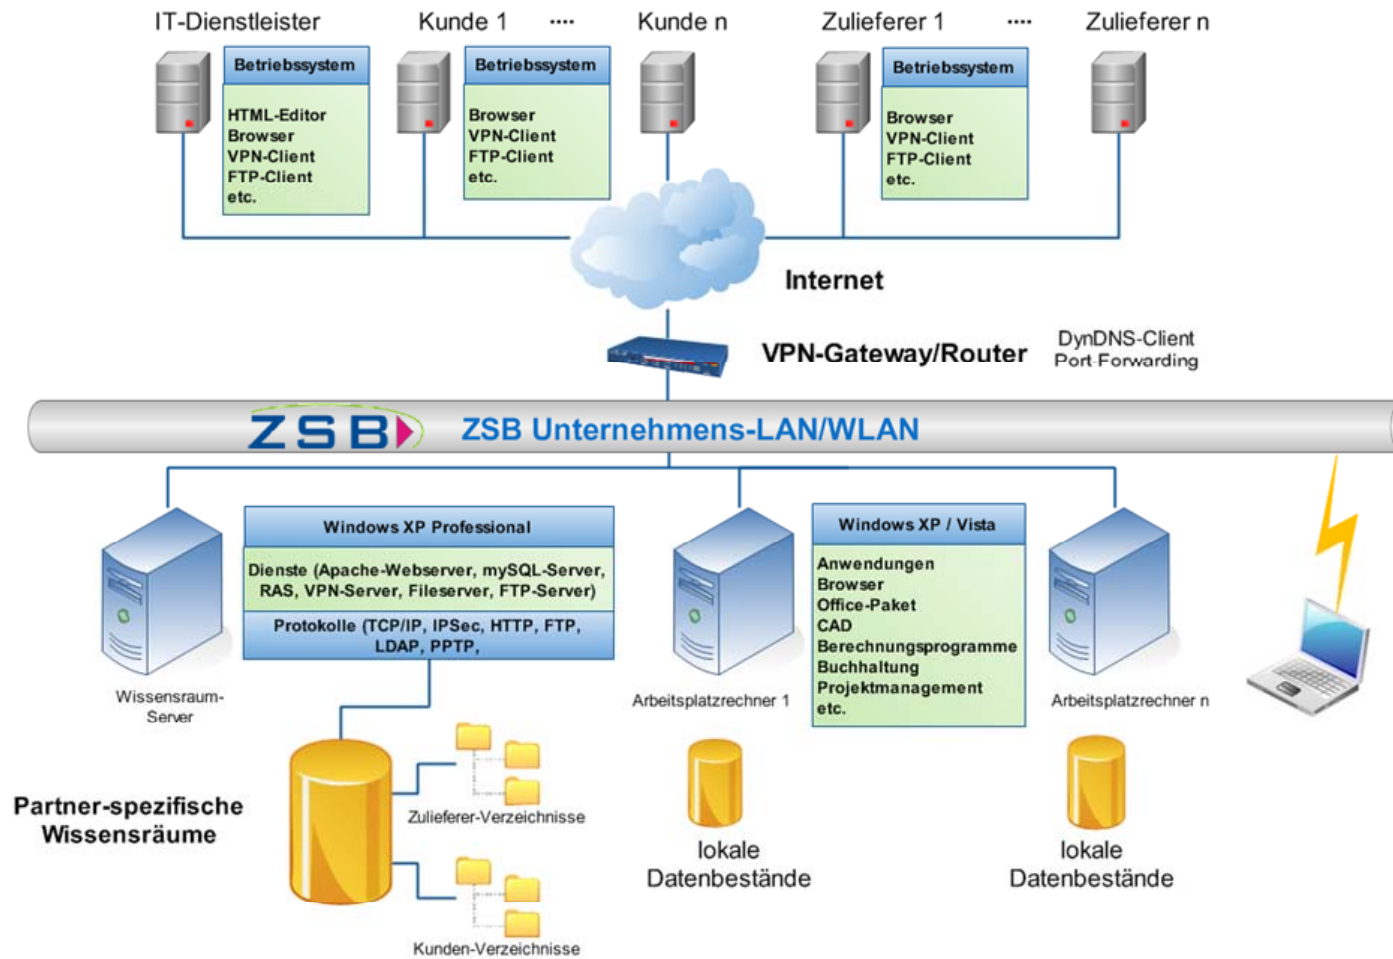 IT-Dienstleister
Kunde 1
....
Kunde n
Zulieferer 1
....
Zulieferer n
Betriebssystem
HTML-Editor
Browser
VPN-Client
FTP-Client
etc.
Betriebssystem
Browser
VPN-Client
FTP-Client
etc.
Betriebssystem
Browser
VPN-Client
FTP-Client
etc.
Internet
VPN-Gateway/Router
DynDNS-Client
Port-Forwarding
ZSB
ZSB Unternehmens-LAN/WLAN
Windows XP Professional
Dienste (Apache-Webserver, mySQL-Server,
RAS, VPN-Server, Fileserver, FTP-Server)
Protokolle (TCP/IP, IPSec, HTTP, FTP,
LDAP, PPTP,
Windows XP / Vista
Anwendungen
Browser
Office-Paket
CAD
Berechnungsprogramme
Buchhaltung
Projektmanagement
etc.
Wissensraum-
Server
Arbeitsplatzrechner 1
Arbeitsplatzrechner n
Partner-spezifische
Wissensräume
Zulieferer-Verzeichnisse
Kunden-Verzeichnisse
lokale
Datenbestände
lokale
Datenbestände